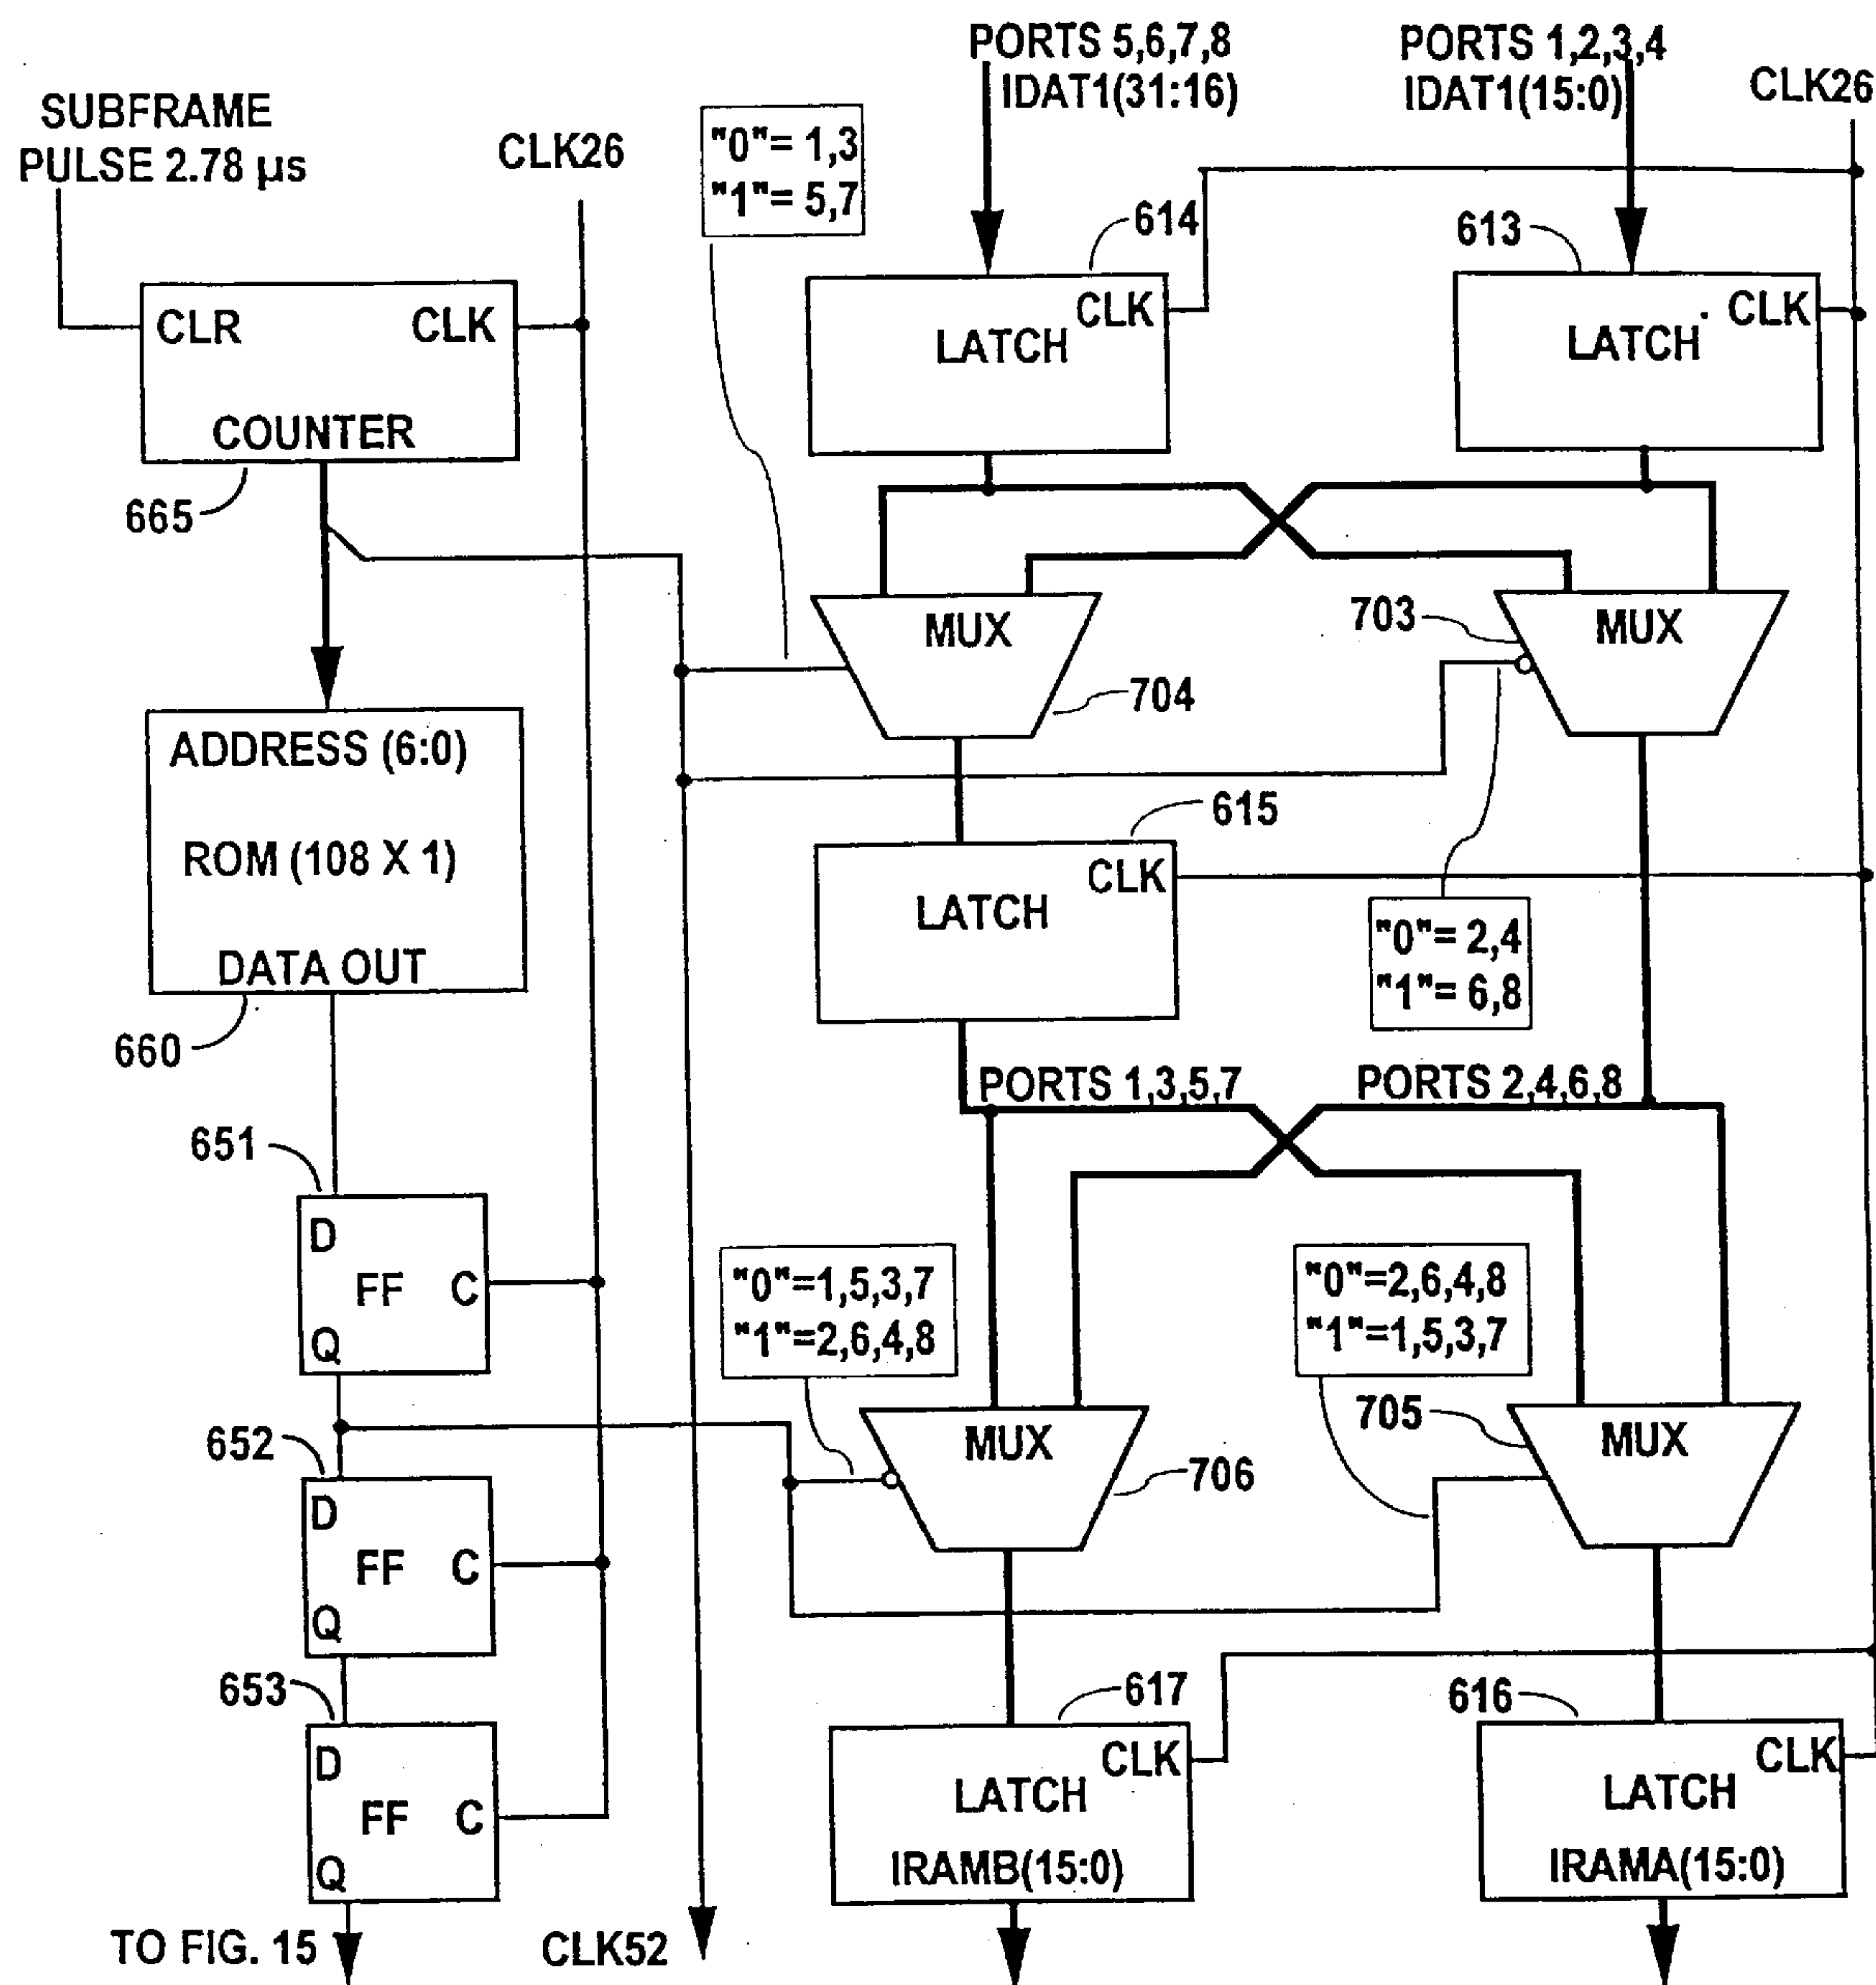 SUBFRAME
PULSE 2.78 µs
CLK26
PORTS 5,6,7,8
IDAT1(31:16)
PORTS 1,2,3,4
IDAT1(15:0)
CLK26
"0"= 1,3
"1"= 5,7
614
613
CLR
CLK
COUNTER
665
CLK
LATCH
CLK
LATCH
MUX
704
703
MUX
ADDRESS (6:0)
ROM (108 X 1)
DATA OUT
660
615
CLK
LATCH
"0"= 2,4
"1"= 6,8
PORTS 1,3,5,7
PORTS 2,4,6,8
651
D
FF
C
Q
"0"=1,5,3,7
"1"=2,6,4,8
"0"=2,6,4,8
"1"=1,5,3,7
652
D
FF
C
Q
MUX
706
705
MUX
653
D
FF
C
Q
617
CLK
LATCH
IRAMB(15:0)
616
CLK
LATCH
IRAMA(15:0)
TO FIG. 15
CLK52